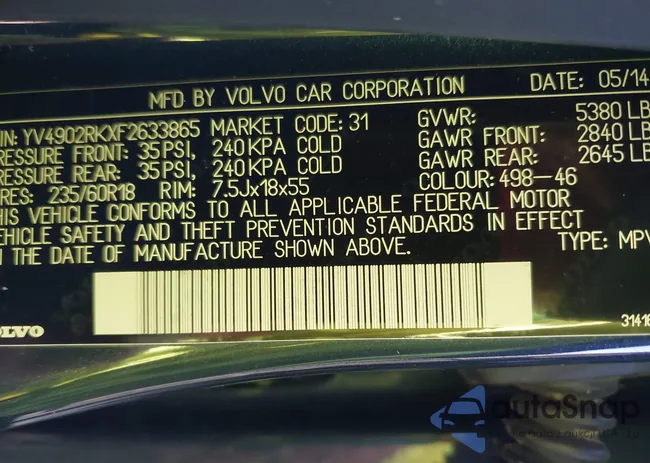 MFD BY VOLVO CAR CORPORATION DATE: 05/14
IN: YV4902RKXF2633865 MARKET CODE: 31 GVWR: 5380 LB
RESSURE FRONT: 35 PSI, 240 KPA COLD GAWR FRONT: 2840 LB
RESSURE REAR: 35 PSI, 240 KPA COLD GAWR REAR: 2645 LB
RES: 235/60R18 RIM: 7.5Jx18x55 COLOUR: 498-46
HIS VEHICLE CONFORMS TO ALL APPLICABLE FEDERAL MOTOR
EHICLE SAFETY AND THEFT PREVENTION STANDARDS IN EFFECT
N THE DATE OF MANUFACTURE SHOWN ABOVE. TYPE: MPV
OLVO 31416
autoSnap